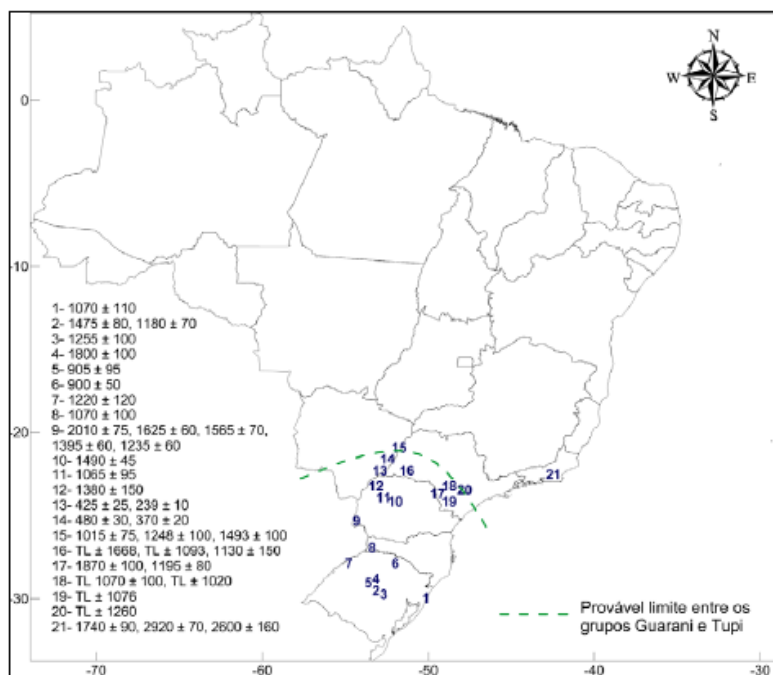 N
W E
S
0
-10
-20
-30
-70
-60
-50
-40
-30
1- 1070 ± 110
2- 1475 ± 80, 1180 ± 70
3- 1255 ± 100
4- 1800 ± 100
5- 905 ± 95
6- 900 ± 50
7- 1220 ± 120
8- 1070 ± 100
9- 2010 ± 75, 1625 ± 60, 1565 ± 70,
1395 ± 60, 1235 ± 60
10- 1490 ± 45
11- 1065 ± 95
12- 1380 ± 150
13- 425 ± 25, 239 ± 10
14- 480 ± 30, 370 ± 20
15- 1015 ± 75, 1248 ± 100, 1493 ± 100
16- TL ± 1668, TL ± 1093, 1130 ± 150
17- 1870 ± 100, 1195 ± 80
18- TL 1070 ± 100, TL ± 1020
19- TL ± 1076
20- TL ± 1260
21- 1740 ± 90, 2920 ± 70, 2600 ± 160
15
14
13 16
12
11
10
18
17 20
19
21
9
8
7 7
5 4
2 3
1
Provável limite entre os
grupos Guarani e Tupi